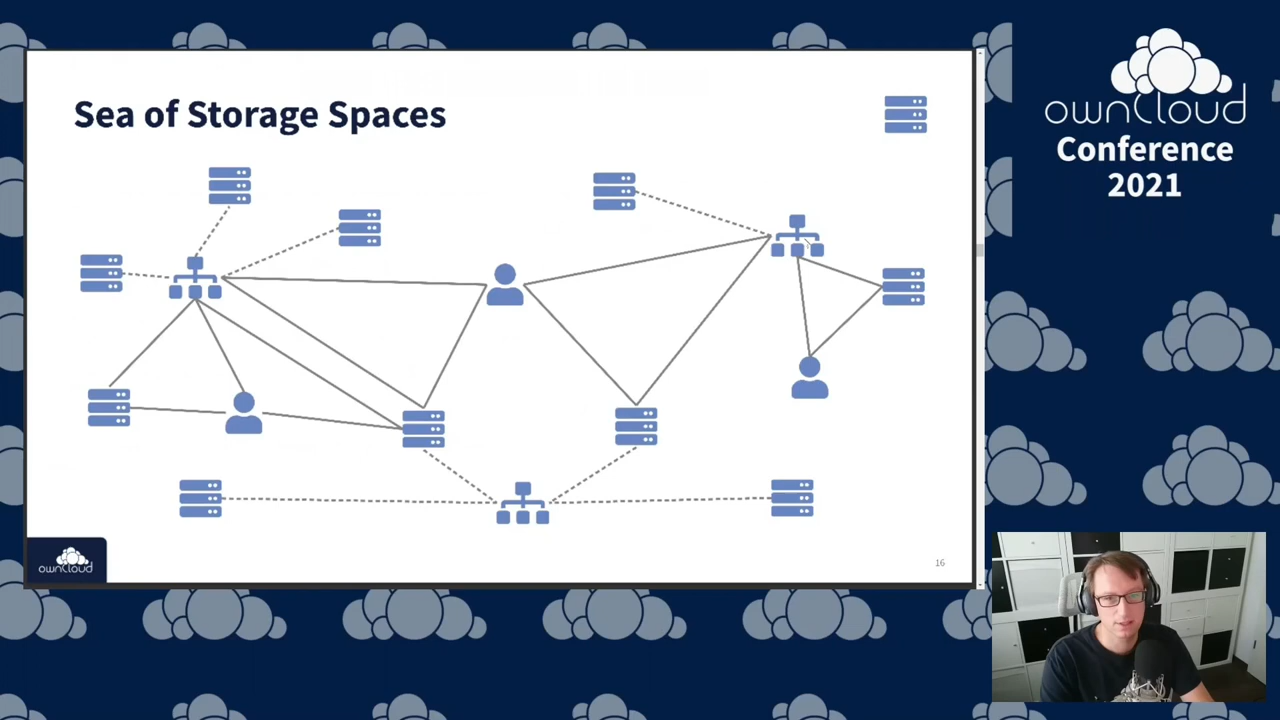 Sea of Storage Spaces
ownCloud
16
ownCloud
Conference
2021